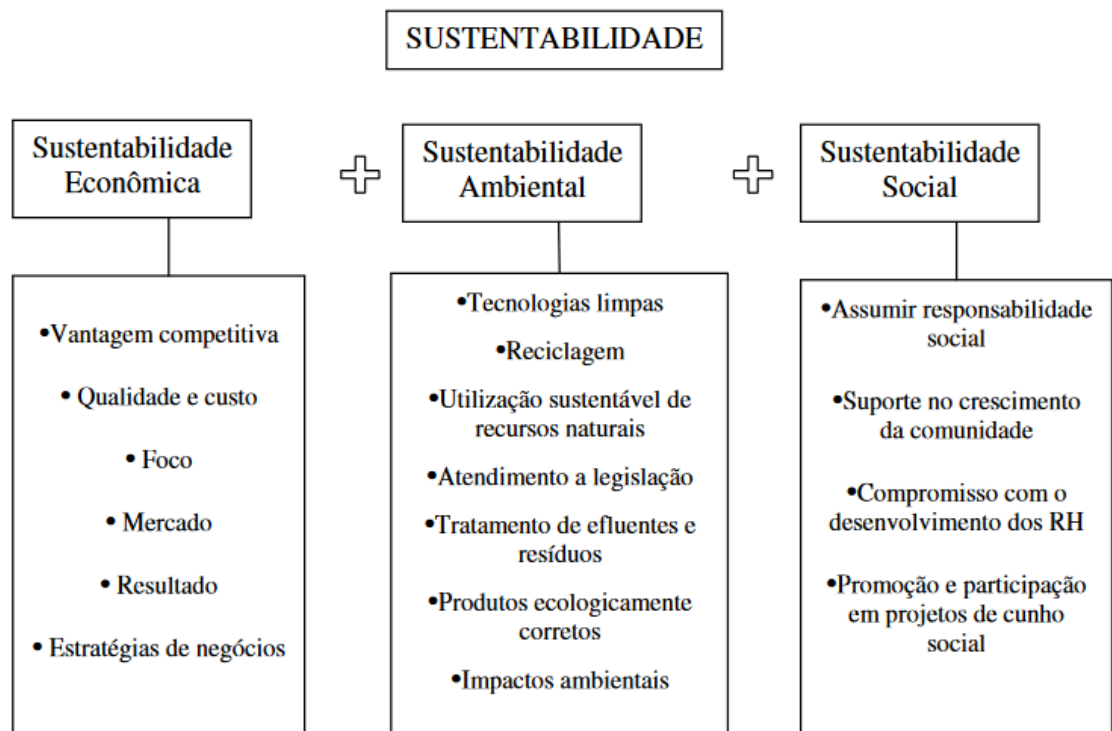 SUSTENTABILIDADE
Sustentabilidade
Econômica
Sustentabilidade
Ambiental
Sustentabilidade
Social
•Vantagem competitiva
• Qualidade e custo
• Foco
• Mercado
• Resultado
• Estratégias de negócios
•Tecnologias limpas
•Reciclagem
•Utilização sustentável de
recursos naturais
•Atendimento a legislação
•Tratamento de efluentes e
resíduos
•Produtos ecologicamente
corretos
•Impactos ambientais
•Assumir responsabilidade
social
•Suporte no crescimento
da comunidade
•Compromisso com o
desenvolvimento dos RH
•Promoção e participação
em projetos de cunho
social